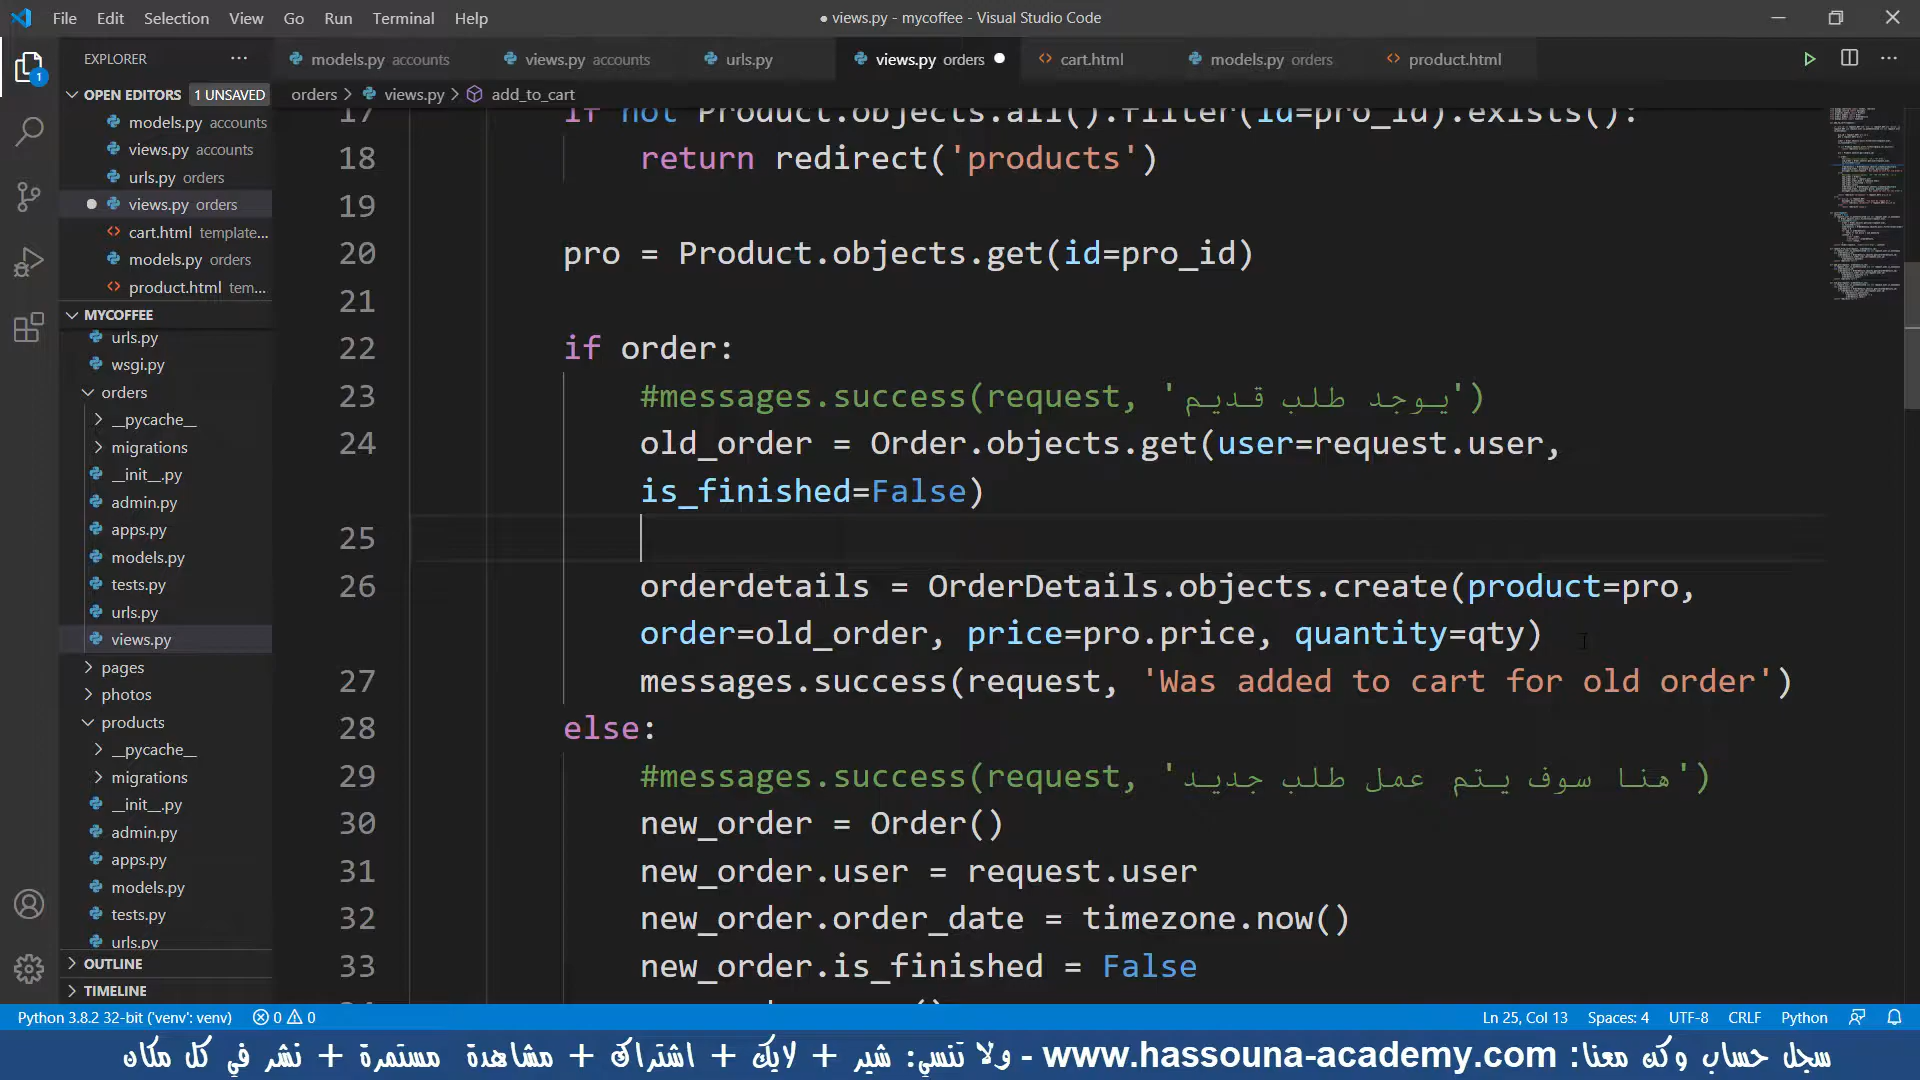 File Edit Selection View Go Run Terminal Help
● views.py - mycoffee - Visual Studio Code
EXPLORER
models.py accounts
views.py accounts
urls.py
views.py orders
cart.html
models.py orders
product.html
OPEN EDITORS 1 UNSAVED
orders > views.py > add_to_cart
models.py accounts
views.py accounts
urls.py orders
views.py orders
cart.html template...
models.py orders
product.html tem...
MYCOFFEE
urls.py
wsgi.py
orders
__pycache__
migrations
__init__.py
admin.py
apps.py
models.py
tests.py
urls.py
views.py
pages
photos
products
__pycache__
migrations
__init__.py
admin.py
apps.py
models.py
tests.py
urls.py
OUTLINE
TIMELINE
17 if not Product.objects.all().filter(id=pro_id).exists():
18 return redirect('products')
19
20 pro = Product.objects.get(id=pro_id)
21
22 if order:
23 #messages.success(request, 'يوجد طلب قديم')
24 old_order = Order.objects.get(user=request.user,
is_finished=False)
25
26 orderdetails = OrderDetails.objects.create(product=pro,
order=old_order, price=pro.price, quantity=qty)
27 messages.success(request, 'Was added to cart for old order')
28 else:
29 #messages.success(request, 'هنا سوف يتم عمل طلب جديد')
30 new_order = Order()
31 new_order.user = request.user
32 new_order.order_date = timezone.now()
33 new_order.is_finished = False
Python 3.8.2 32-bit ('venv': venv) 0 0
Ln 25, Col 13 Spaces: 4 UTF-8 CRLF Python
سجل حساب وكن معنا: www.hassouna-academy.com - ولا تنسى: شير + لايك + اشتراك + مشاهدة مستمرة + نشر في كل مكان